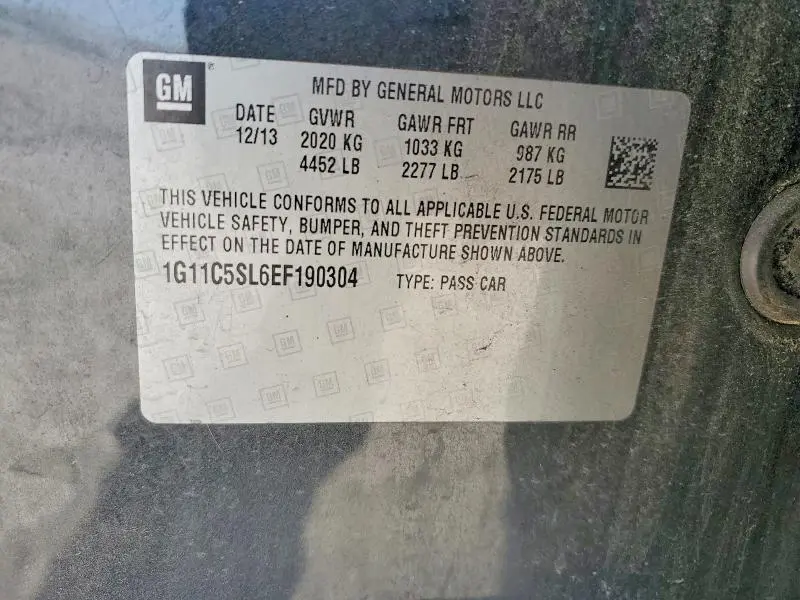 GM
MFD BY GENERAL MOTORS LLC
DATE GVWR GAWR FRT GAWR RR
12/13 2020 KG 1033 KG 987 KG
4452 LB 2277 LB 2175 LB
THIS VEHICLE CONFORMS TO ALL APPLICABLE U.S. FEDERAL MOTOR
VEHICLE SAFETY, BUMPER, AND THEFT PREVENTION STANDARDS IN
EFFECT ON THE DATE OF MANUFACTURE SHOWN ABOVE.
1G11C5SL6EF190304 TYPE: PASS CAR